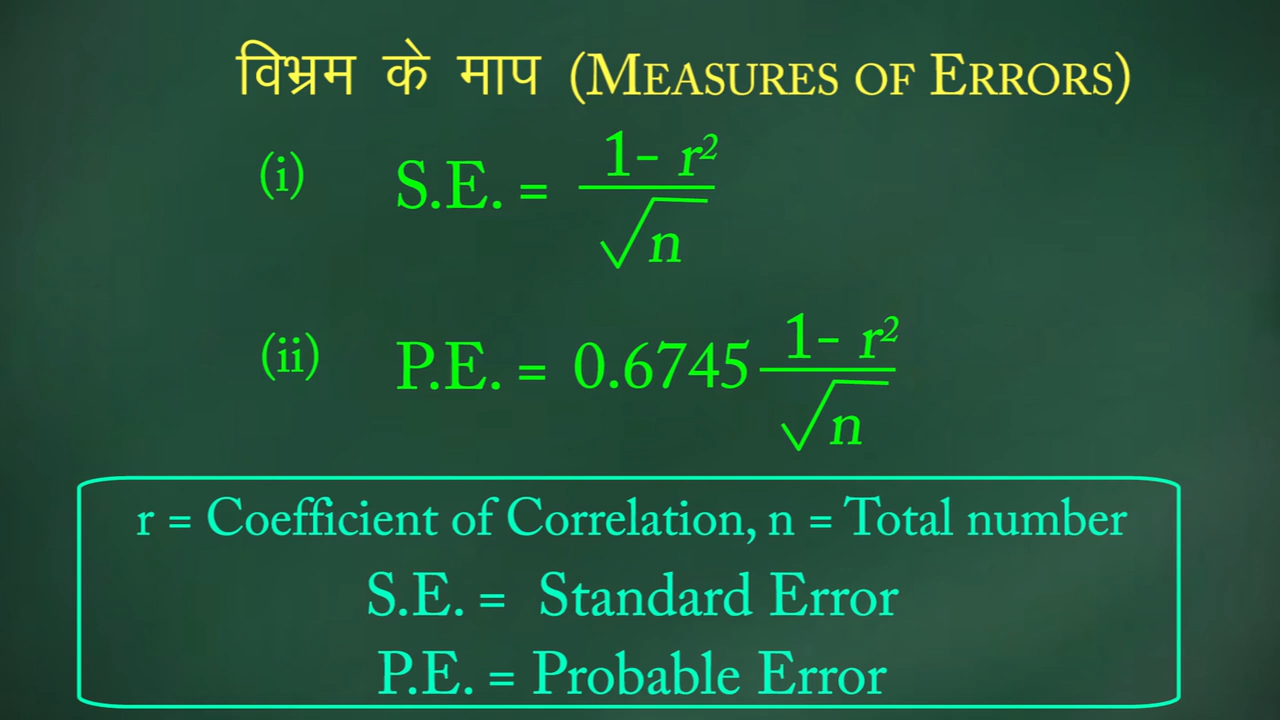 विभ्रम के माप (MEASURES OF ERRORS)
(i) S.E. = 1- r² / √n
(ii) P.E. = 0.6745 1- r² / √n
r = Coefficient of Correlation, n = Total number
S.E. = Standard Error
P.E. = Probable Error